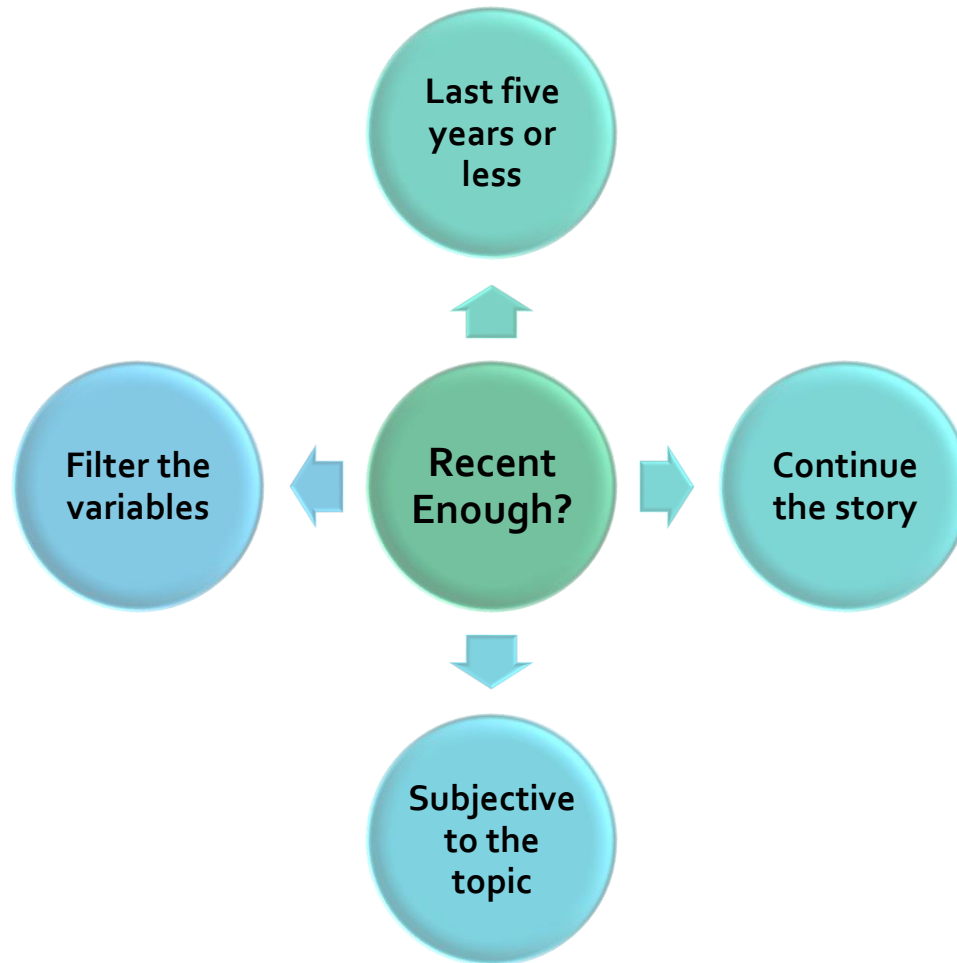 Last five
years or
less
Filter the
variables
Recent
Enough?
Continue
the story
Subjective
to the
topic